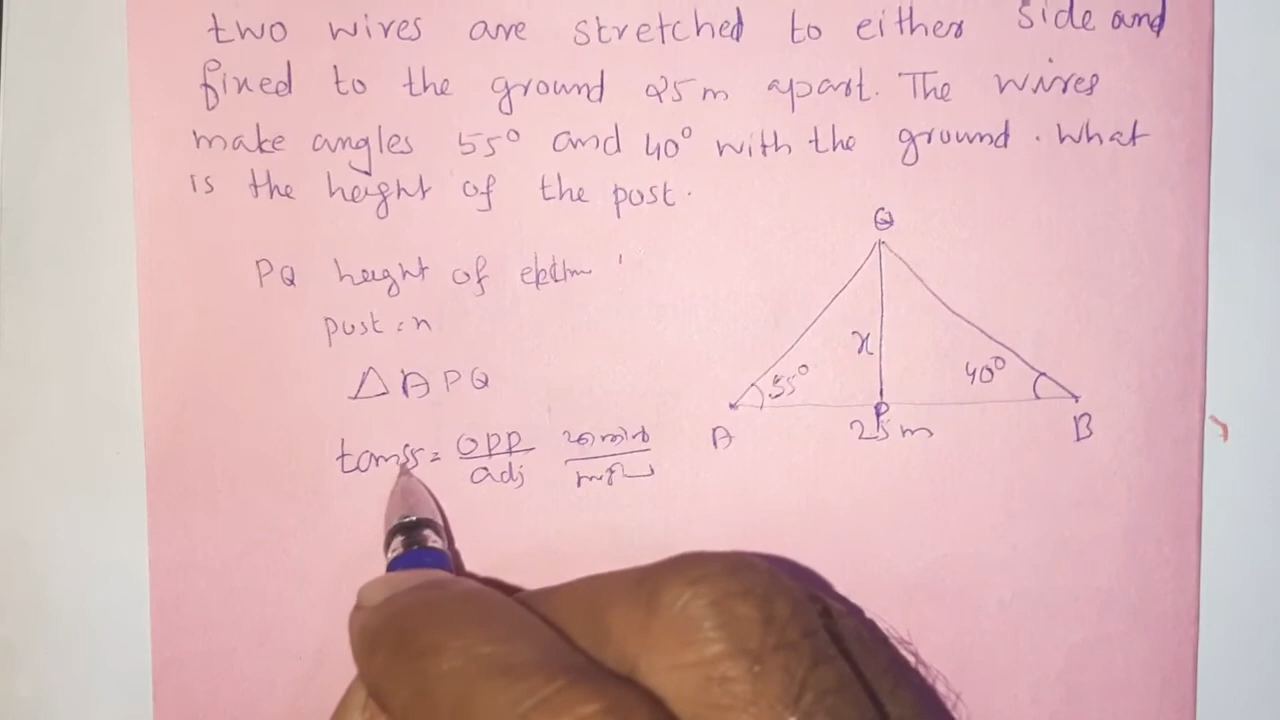 two wires are stretched to either side and
fixed to the ground 25m apart. The wires
make angles 55° and 40° with the ground. What
is the height of the post.
PQ height of
post = x
△ APQ
tan55 = opp/adj
Q
x
55°
40°
A
P
25m
B